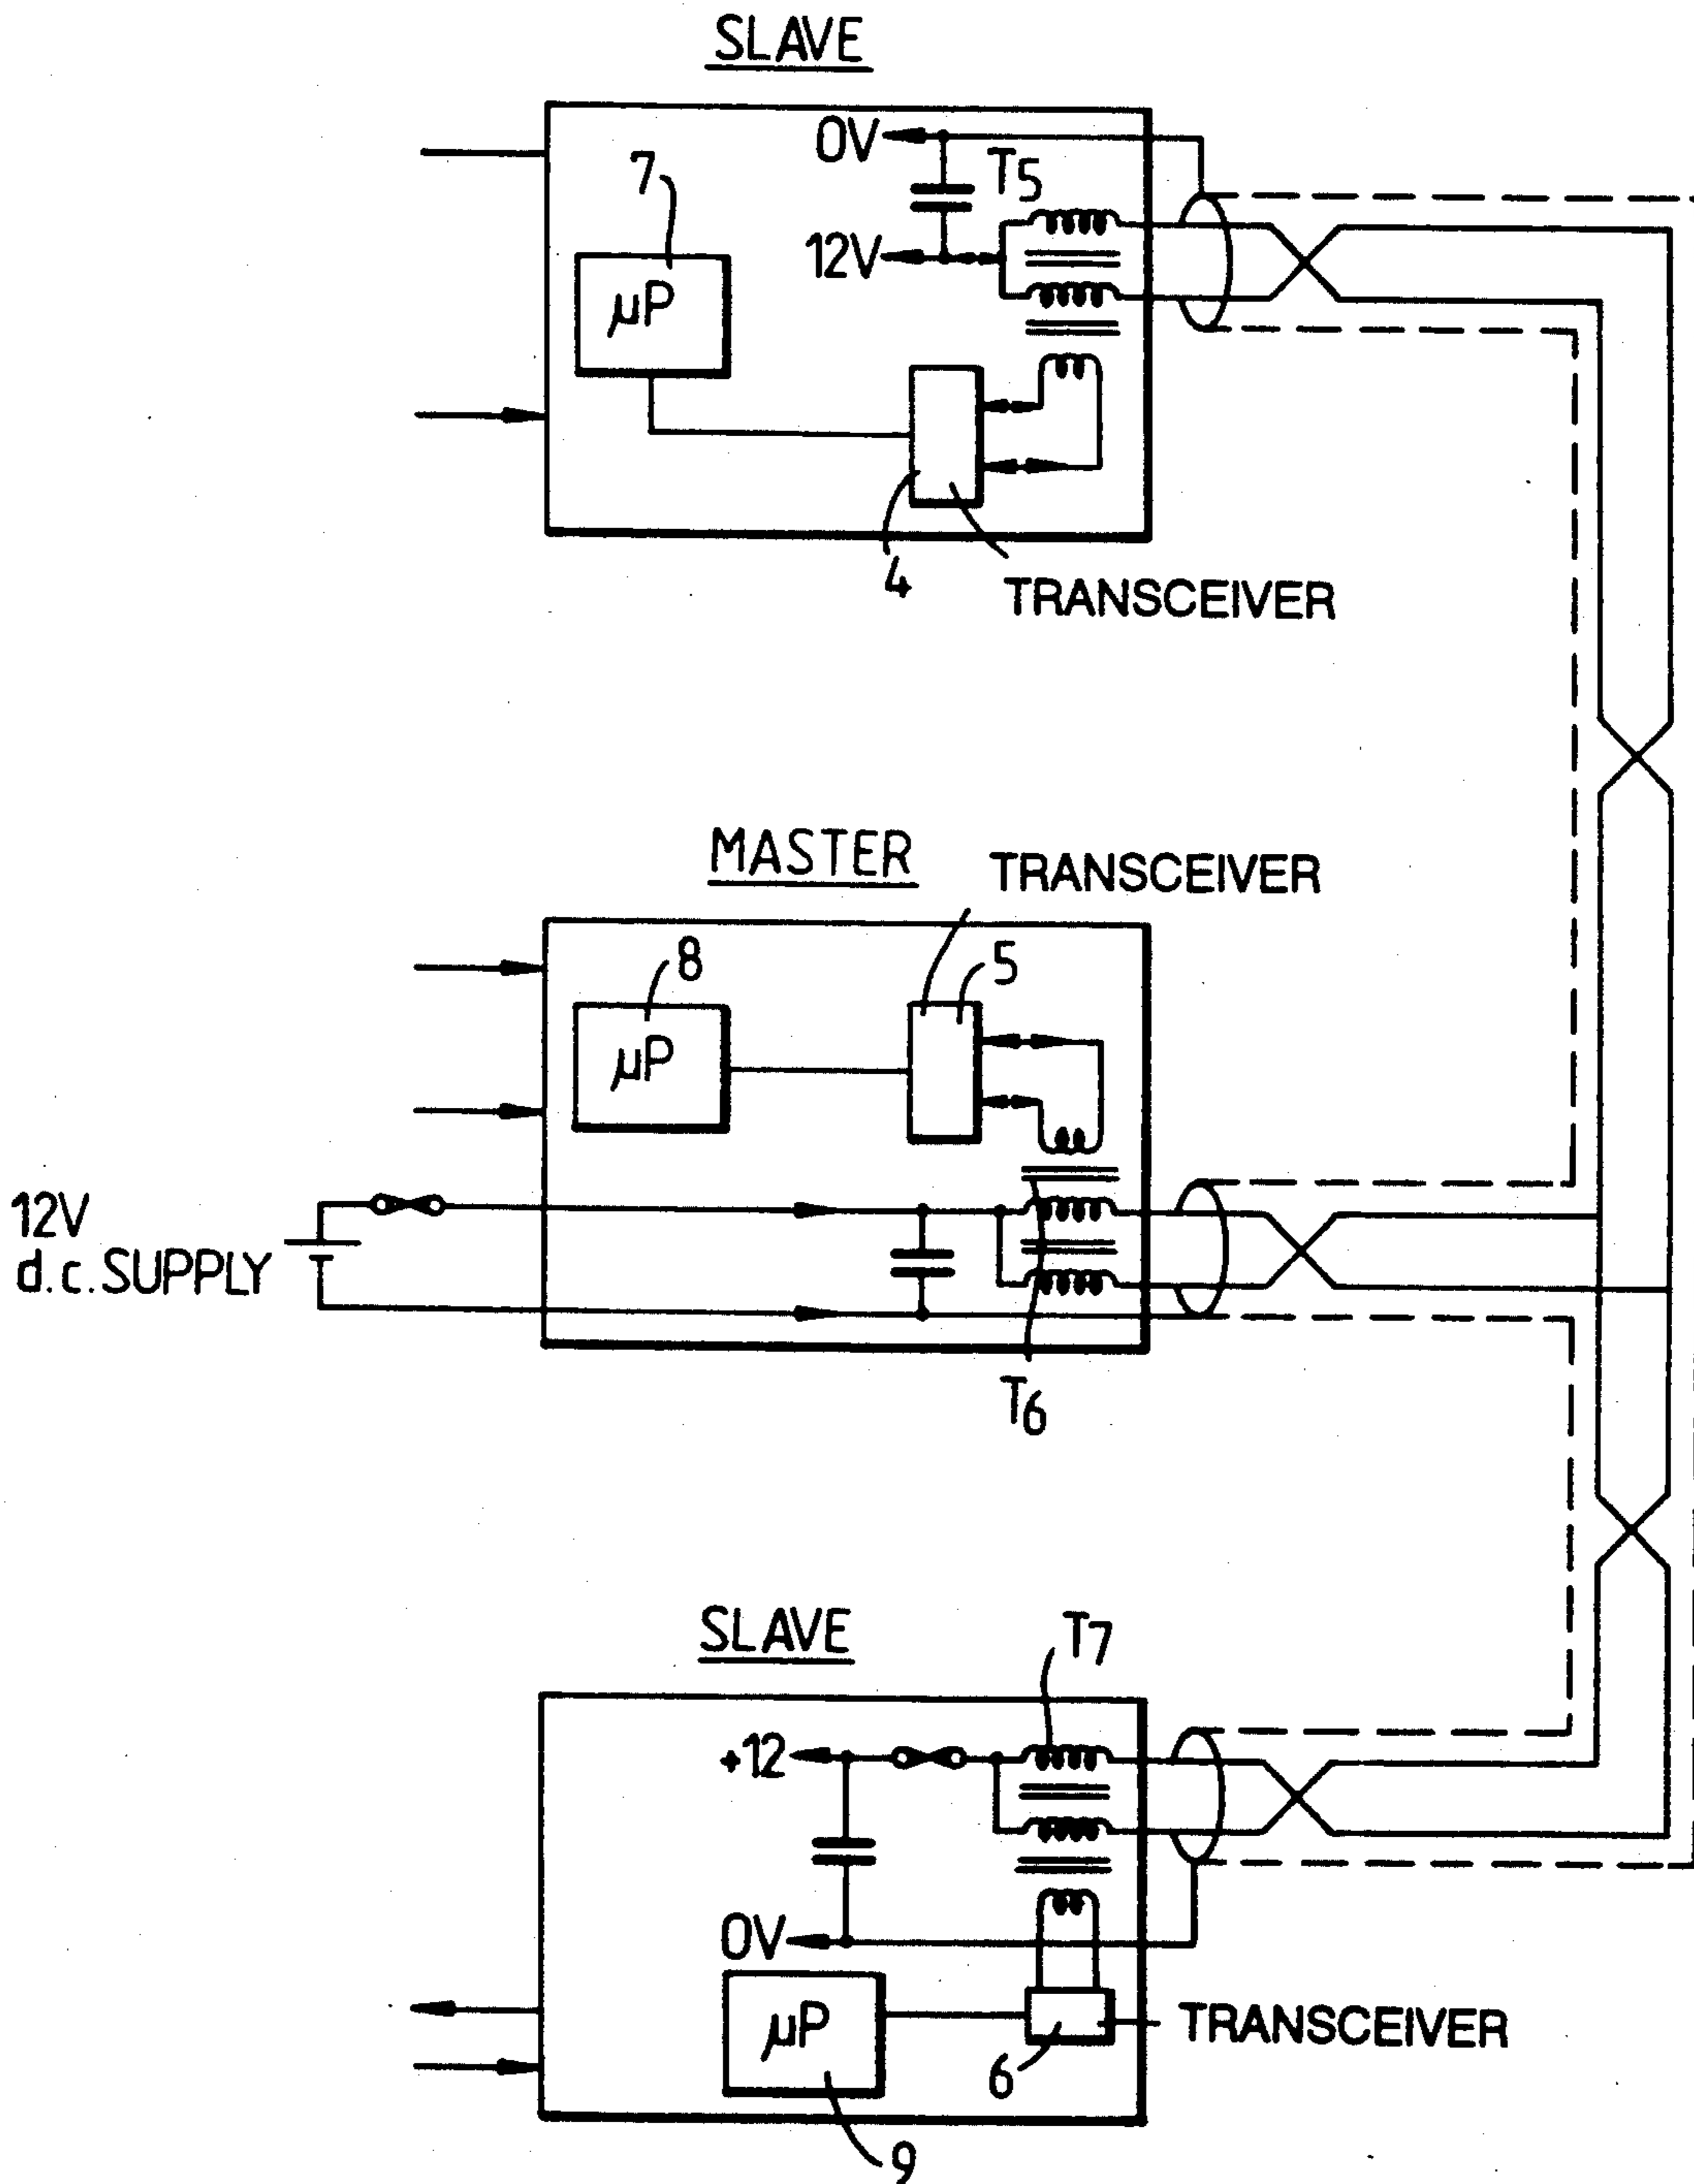 SLAVE
0V
T5
7
12V
µP
4
TRANSCEIVER
MASTER
TRANSCEIVER
8
5
µP
12V
d.c. SUPPLY
T6
SLAVE
T7
+12
0V
µP
TRANSCEIVER
6
9